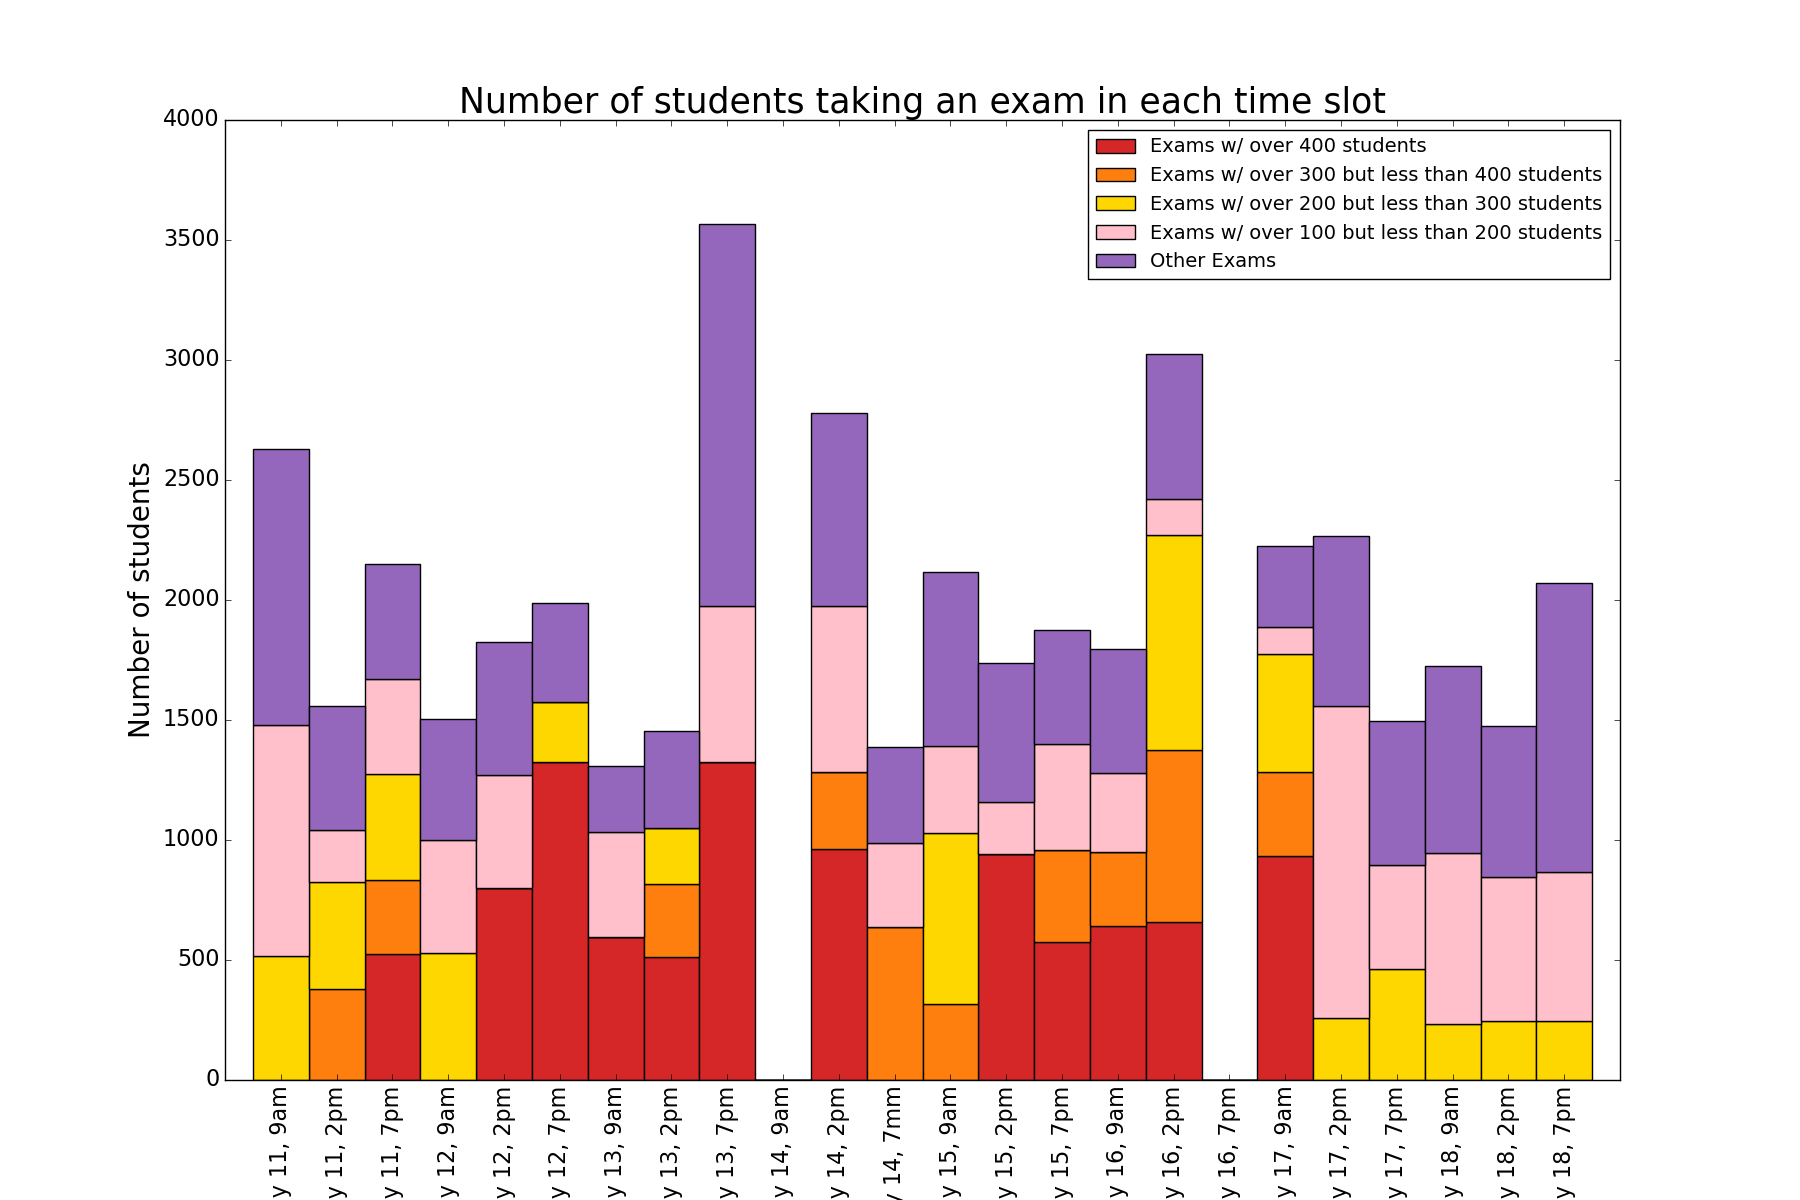 Number of students taking an exam in each time slot
4000
3500
3000
2500
2000
1500
1000
500
0
Number of students
Exams w/ over 400 students
Exams w/ over 300 but less than 400 students
Exams w/ over 200 but less than 300 students
Exams w/ over 100 but less than 200 students
Other Exams
y 11, 9am
y 11, 2pm
y 11, 7pm
y 12, 9am
y 12, 2pm
y 12, 7pm
y 13, 9am
y 13, 2pm
y 13, 7pm
y 14, 9am
y 14, 2pm
y 14, 7mm
y 15, 9am
y 15, 2pm
y 15, 7pm
y 16, 9am
y 16, 2pm
y 16, 7pm
y 17, 9am
y 17, 2pm
y 17, 7pm
y 18, 9am
y 18, 2pm
y 18, 7pm